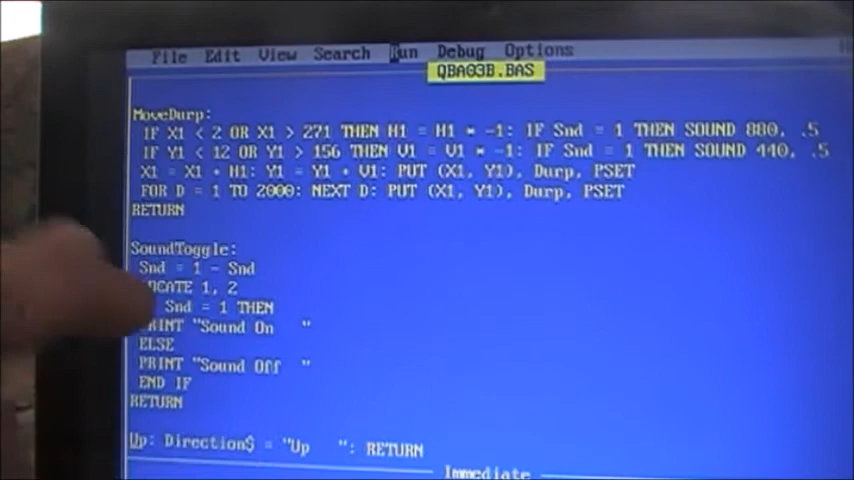 File Edit View Search Run Debug Options
QBA03B.BAS
MoveDurp:
IF X1 < 2 OR X1 > 271 THEN H1 = H1 * -1: IF Snd = 1 THEN SOUND 880, .5
IF Y1 < 12 OR Y1 > 156 THEN V1 = V1 * -1: IF Snd = 1 THEN SOUND 440, .5
X1 = X1 + H1: Y1 = Y1 + V1: PUT (X1, Y1), Durp, PSET
FOR D = 1 TO 2000: NEXT D: PUT (X1, Y1), Durp, PSET
RETURN
SoundToggle:
Snd = 1 - Snd
LOCATE 1, 2
Snd = 1 THEN
PRINT "Sound On   "
ELSE
PRINT "Sound Off   "
END IF
RETURN
Up: Direction$ = "Up   ": RETURN
Immediate